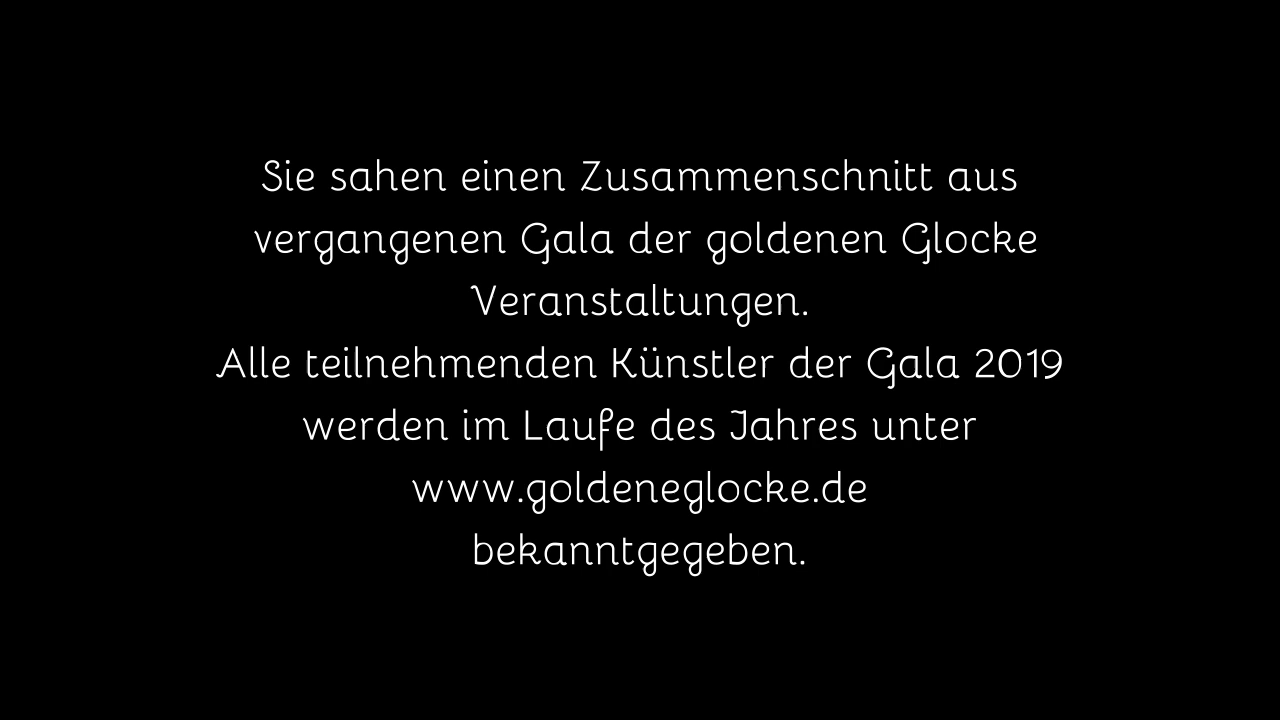 Sie sahen einen Zusammenschnitt aus
vergangenen Gala der goldenen Glocke
Veranstaltungen.
Alle teilnehmenden Künstler der Gala 2019
werden im Laufe des Jahres unter
www.goldeneglocke.de
bekanntgegeben.